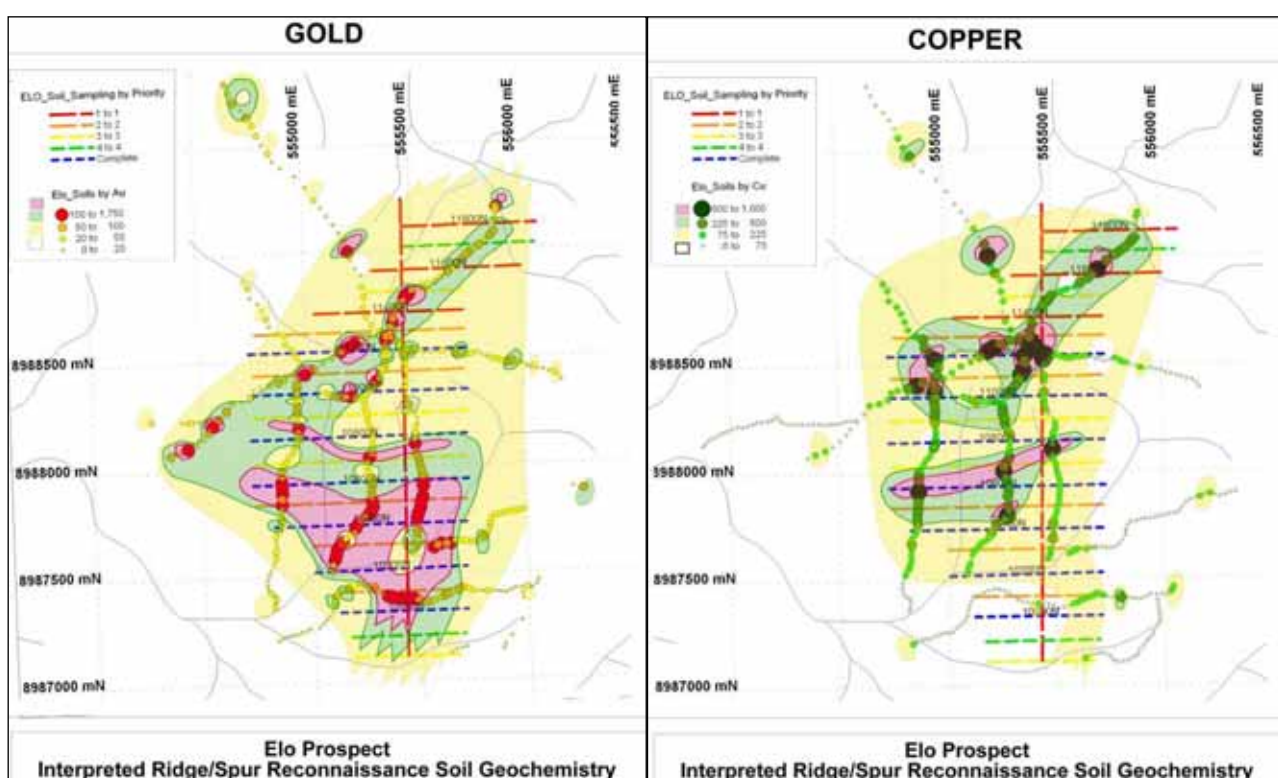 GOLD
555000 mE
555500 mE
556000 mE
556500 mE
ELO_Soil_Sampling by Priority
1 to 1
2 to 2
3 to 3
4 to 4
Complete
Elo_Soils by Au
100 to 1,750
50 to 100
20 to 50
0 to 20
11800N
8988500 mN
8988000 mN
8987500 mN
8987000 mN
Elo Prospect
Interpreted Ridge/Spur Reconnaissance Soil Geochemistry
COPPER
555000 mE
555500 mE
556000 mE
556500 mE
ELO_Soil_Sampling by Priority
1 to 1
2 to 2
3 to 3
4 to 4
Complete
Elo_Soils by Cu
225 to
75 to 225
0 to 75
8988500 mN
8988000 mN
8987500 mN
8987000 mN
Elo Prospect
Interpreted Ridge/Spur Reconnaissance Soil Geochemistry